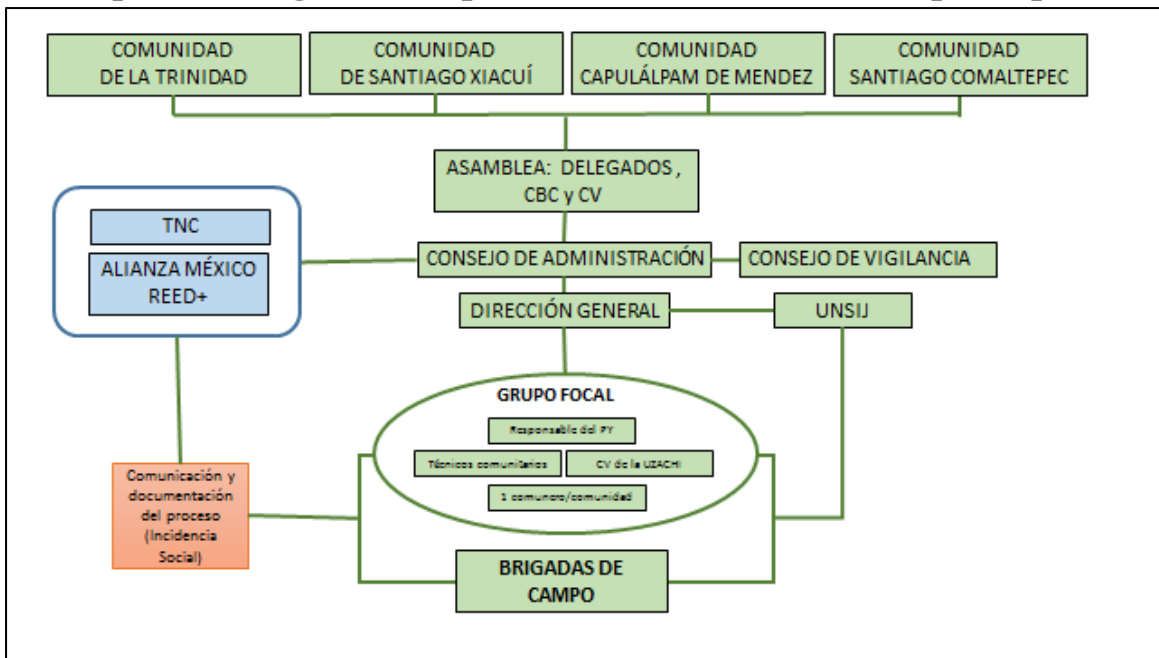 COMUNIDAD
DE LA TRINIDAD
COMUNIDAD
DE SANTIAGO XIACUÍ
COMUNIDAD
CAPULÁLPAM DE MENDEZ
COMUNIDAD
SANTIAGO COMALTEPEC
ASAMBLEA: DELEGADOS ,
CBC y CV
TNC
ALIANZA MÉXICO
REED+
CONSEJO DE ADMINISTRACIÓN
CONSEJO DE VIGILANCIA
DIRECCIÓN GENERAL
UNSIJ
GRUPO FOCAL
Responsable del PY
Técnicos comunitarios
CV de la UZACHI
1 comunero/comunidad
Comunicación y
documentación
del proceso
(Incidencia
Social)
BRIGADAS DE
CAMPO